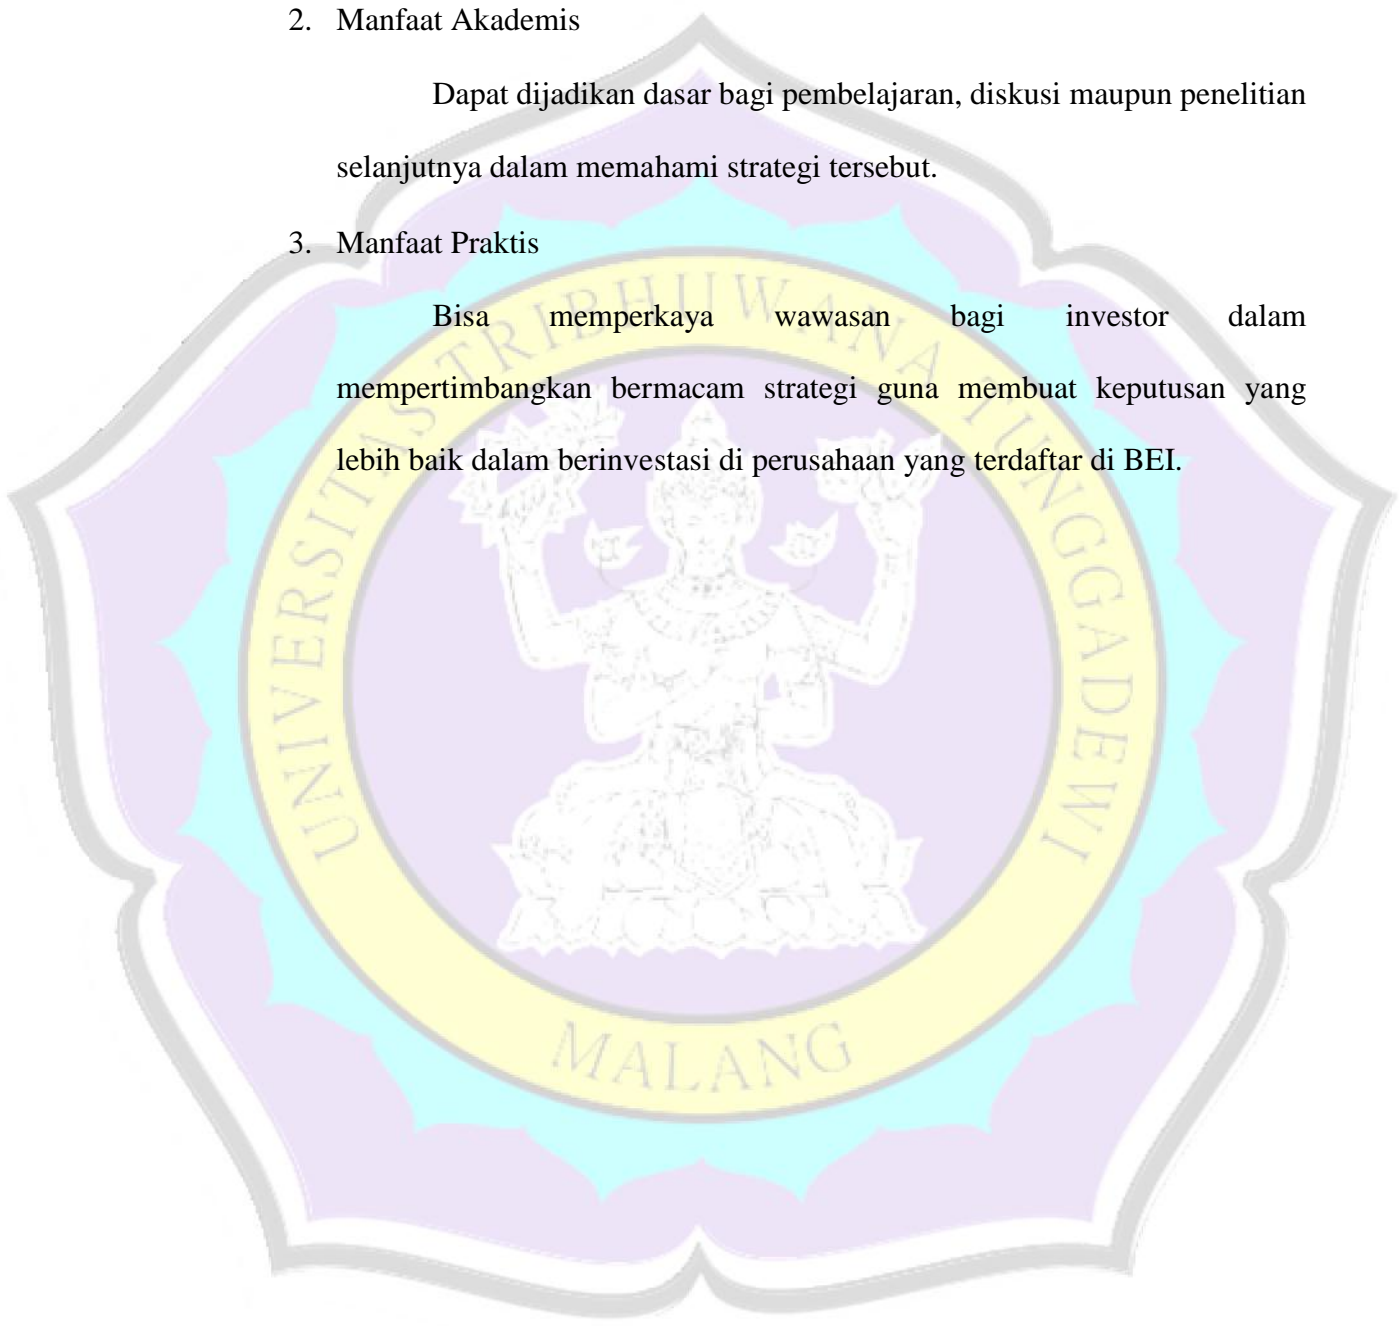 2. Manfaat Akademis
Dapat dijadikan dasar bagi pembelajaran, diskusi maupun penelitian
selanjutnya dalam memahami strategi tersebut.
3. Manfaat Praktis
Bisa memperkaya wawasan bagi investor dalam
mempertimbangkan bermacam strategi guna membuat keputusan yang
lebih baik dalam berinvestasi di perusahaan yang terdaftar di BEI.
UNIVERSITAS TRIBHUWANA TUNGGADEWI
MALANG